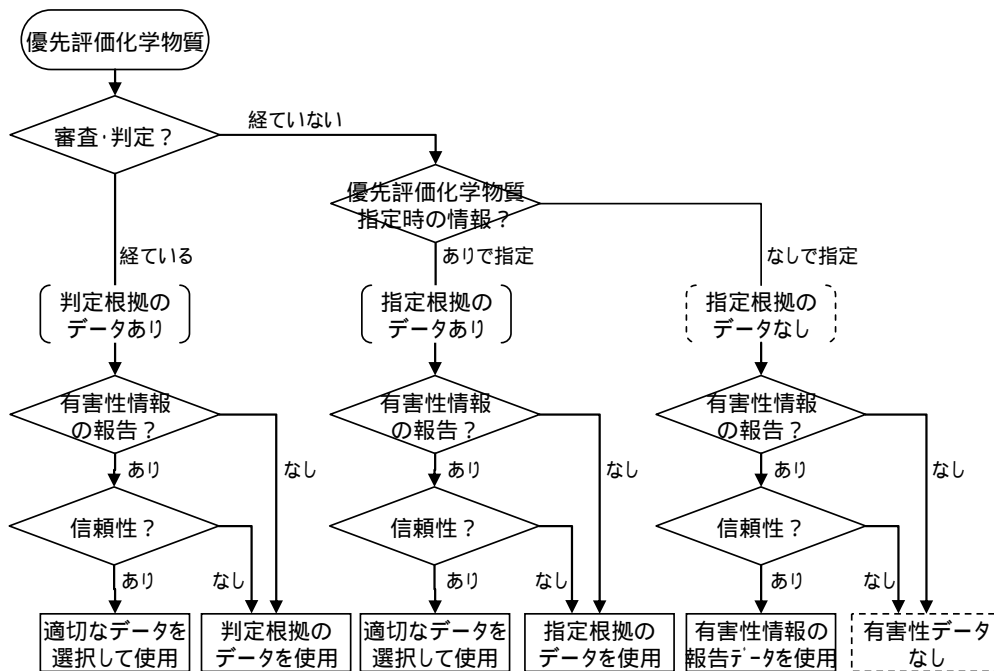 優先評価化学物質
審査・判定？
経ていない
優先評価化学物質
指定時の情報？
経ている
ありで指定
なしで指定
判定根拠の
データあり
指定根拠の
データあり
指定根拠の
データなし
有害性情報
の報告？
有害性情報
の報告？
有害性情報
の報告？
あり
なし
あり
なし
あり
なし
信頼性？
信頼性？
信頼性？
あり
なし
あり
なし
あり
なし
適切なデータを
選択して使用
判定根拠の
データを使用
適切なデータを
選択して使用
指定根拠の
データを使用
有害性情報の
報告データを使用
有害性データ
なし